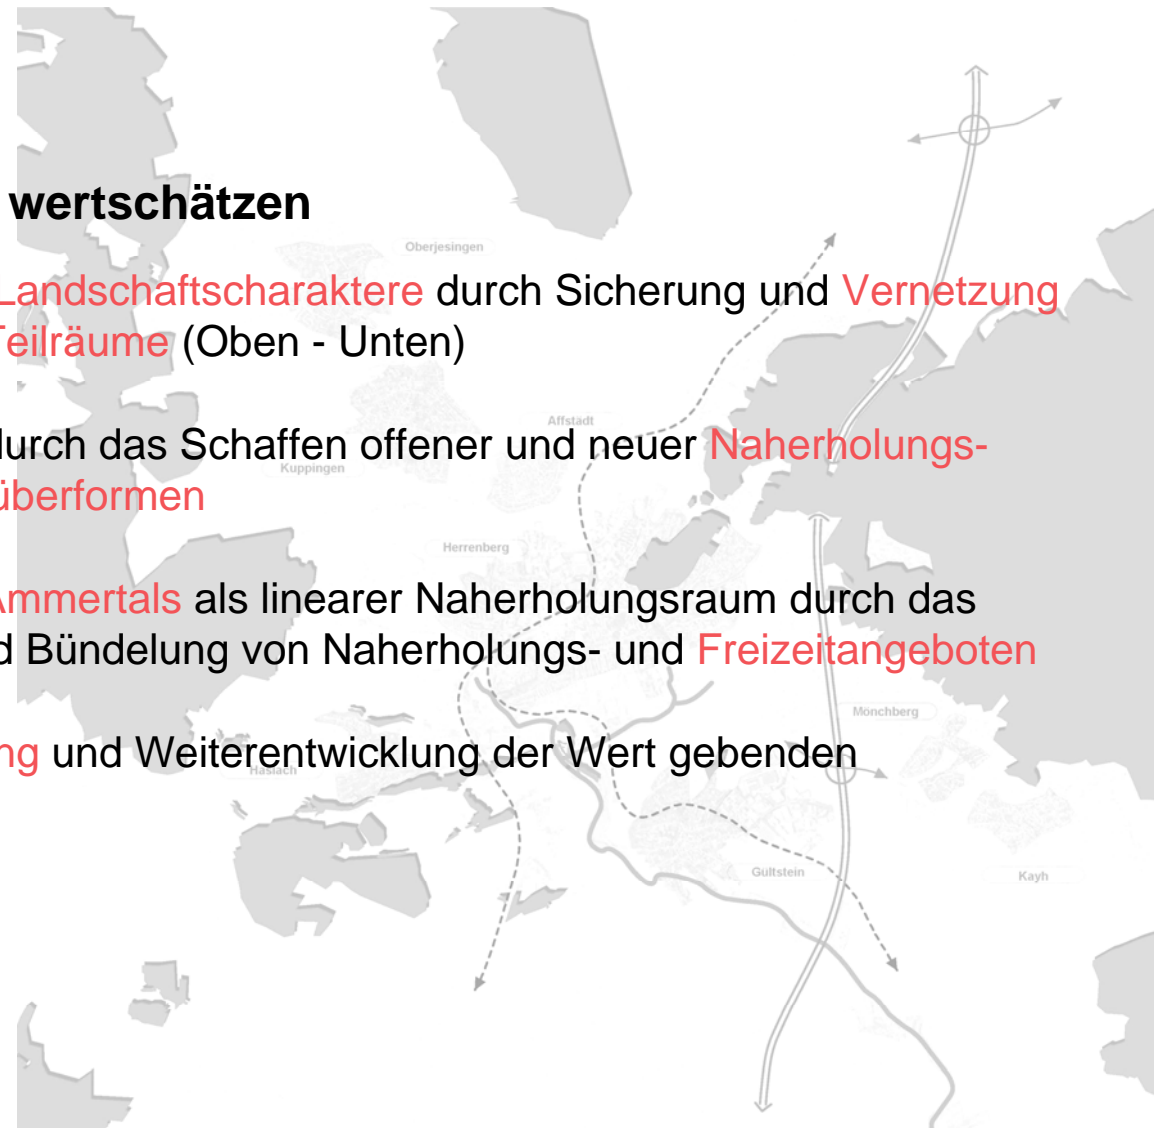 wertschätzen
Oberjesingen
Landschaftscharaktere durch Sicherung und Vernetzung
Teilräume (Oben - Unten)
Affstädt
durch das Schaffen offener und neuer Naherholungs-
Kuppingen
überformen
Herrenberg
Ammertals als linearer Naherholungsraum durch das
d Bündelung von Naherholungs- und Freizeitangeboten
Mönchberg
ng und Weiterentwicklung der Wert gebenden
Haslach
Gültstein
Kayh